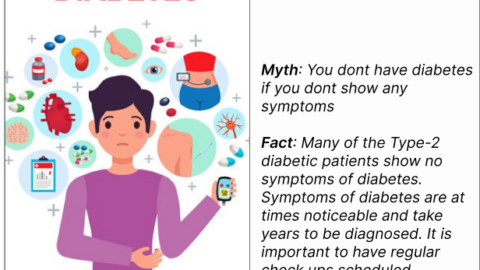 DIABETES
Myth: You dont have diabetes
if you dont show any
symptoms
Fact: Many of the Type-2
diabetic patients show no
symptoms of diabetes.
Symptoms of diabetes are at
times noticeable and take
years to be diagnosed. It is
important to have regular
check ups scheduled